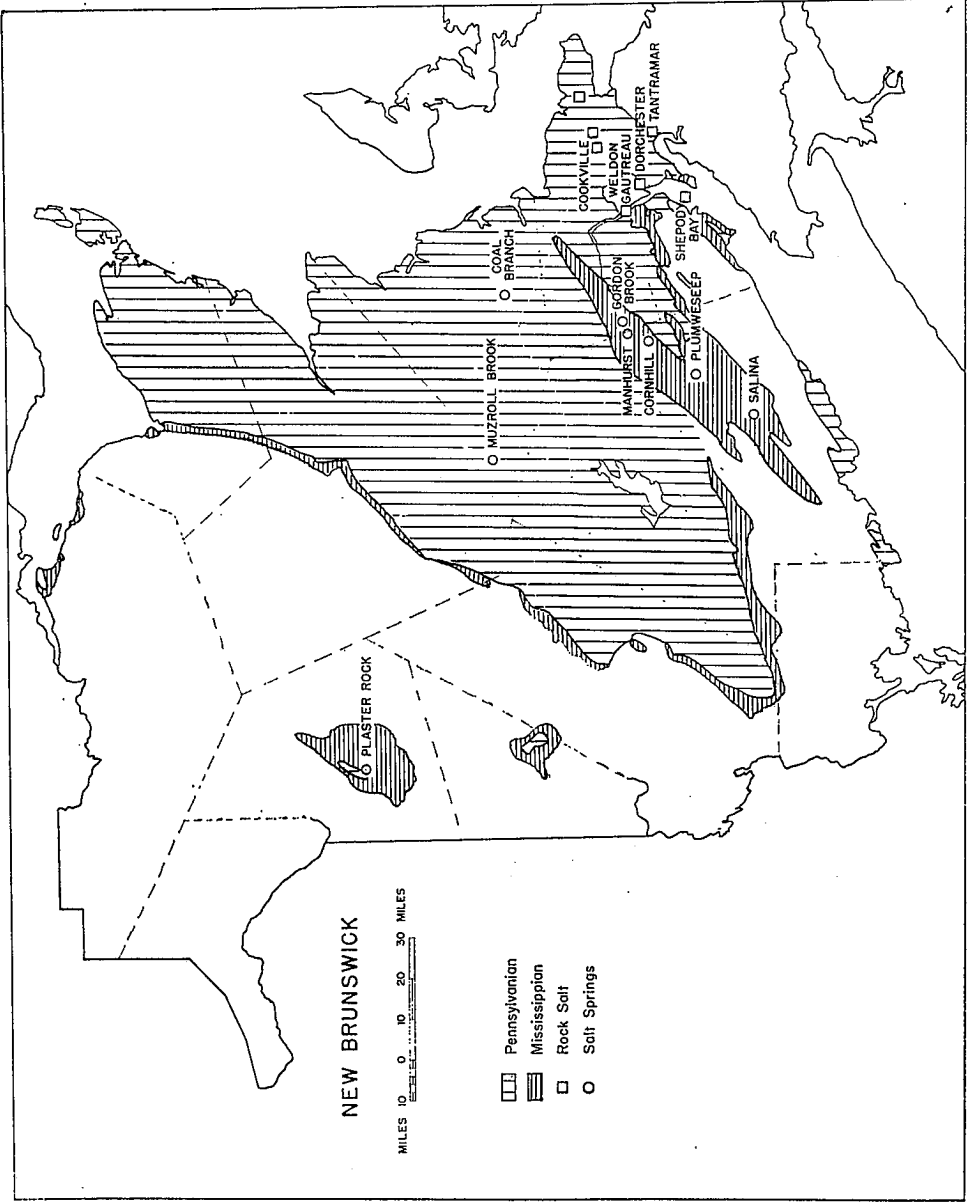 NEW BRUNSWICK
MILES 10 0 10 20 30 MILES
Pennsylvanian
Mississippian
Rock Salt
Salt Springs
PLASTER ROCK
MUZROLL BROOK
COAL
BRANCH
MANHURST
GORDON
BROOK
CORNHILL
PLUMWESEEP
SALINA
COOKVILLE
WELDON
GAUTREAU
DORCHESTER
TANTRAMAR
SHEPODY
BAY